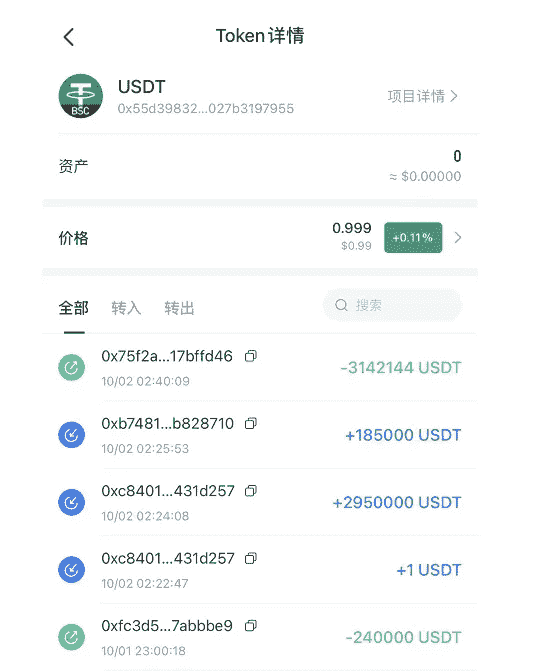 Token详情
USDT
0x55d39832...027b3197955
项目详情
BSC
资产
0
≈ $0.00000
价格
0.999
$0.99
+0.11%
全部 转入 转出
搜索
0x75f2a...17bffd46
-3142144 USDT
10/02 02:40:09
0xb7481...b828710
+185000 USDT
10/02 02:25:53
0xc8401...431d257
+2950000 USDT
10/02 02:24:08
0xc8401...431d257
+1 USDT
10/02 02:22:47
0xfc3d5...7abbbe9
-240000 USDT
10/01 23:00:18